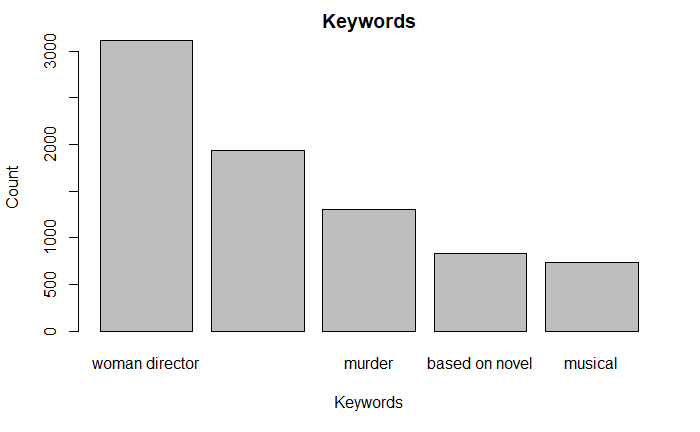 Keywords
Count
3000
2000
1000
500
0
woman director murder based on novel musical
Keywords